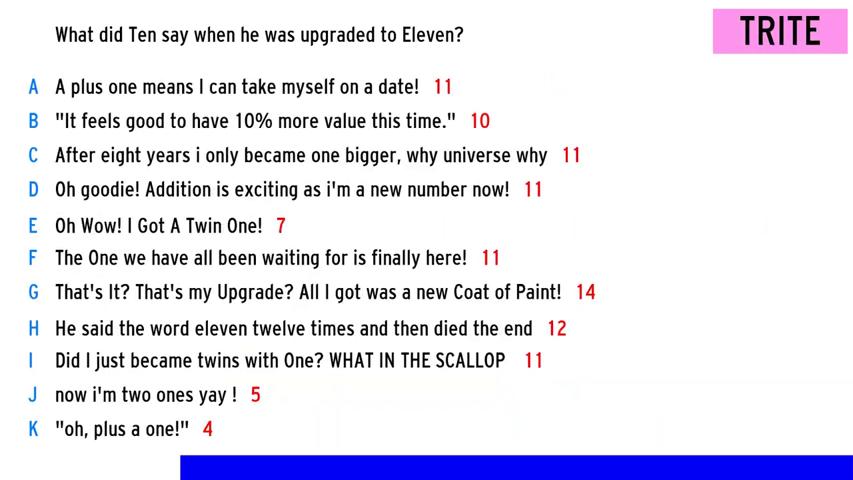 What did Ten say when he was upgraded to Eleven?
TRITE
A A plus one means I can take myself on a date! 11
B "It feels good to have 10% more value this time." 10
C After eight years i only became one bigger, why universe why 11
D Oh goodie! Addition is exciting as i'm a new number now! 11
E Oh Wow! I Got A Twin One! 7
F The One we have all been waiting for is finally here! 11
G That's It? That's my Upgrade? All I got was a new Coat of Paint! 14
H He said the word eleven twelve times and then died the end 12
I Did I just became twins with One? WHAT IN THE SCALLOP 11
J now i'm two ones yay ! 5
K "oh, plus a one!" 4